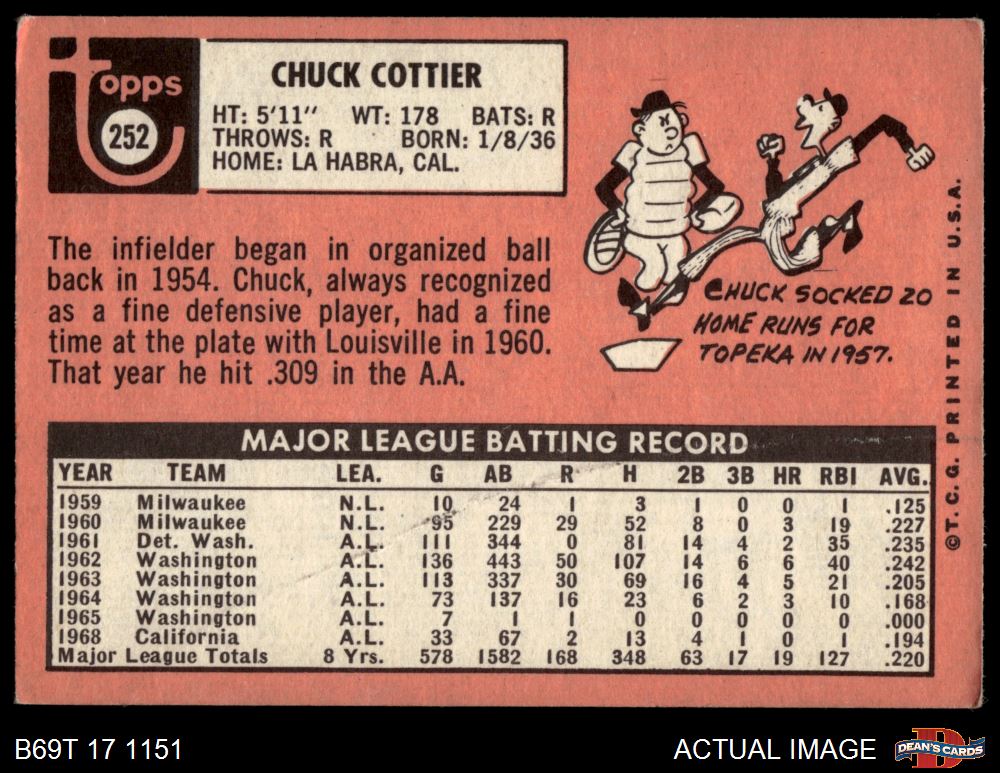 topps
252
CHUCK COTTIER
HT: 5'11" WT: 178 BATS: R
THROWS: R BORN: 1/8/36
HOME: LA HABRA, CAL.
The infielder began in organized ball
back in 1954. Chuck, always recognized
as a fine defensive player, had a fine
time at the plate with Louisville in 1960.
That year he hit .309 in the A.A.
CHUCK SOCKED 20
HOME RUNS FOR
TOPEKA IN 1957.
©T. C. G. PRINTED IN U.S.A.
MAJOR LEAGUE BATTING RECORD
YEAR TEAM LEA. G AB R H 2B 3B HR RBI AVG.
1959 Milwaukee N.L. 10 24 1 3 1 0 0 1 .125
1960 Milwaukee N.L. 95 229 29 52 8 0 3 19 .227
1961 Det. Wash. A.L. 111 344 0 81 14 4 2 35 .235
1962 Washington A.L. 136 443 50 107 14 6 6 40 .242
1963 Washington A.L. 113 337 30 69 16 4 5 21 .205
1964 Washington A.L. 73 137 16 23 6 2 3 10 .168
1965 Washington A.L. 7 1 1 0 0 0 0 0 .000
1968 California A.L. 33 67 2 13 4 1 0 1 .194
Major League Totals 8 Yrs. 578 1582 168 348 63 17 19 127 .220
B69T 17 1151
ACTUAL IMAGE
D
DEAN'S CARDS